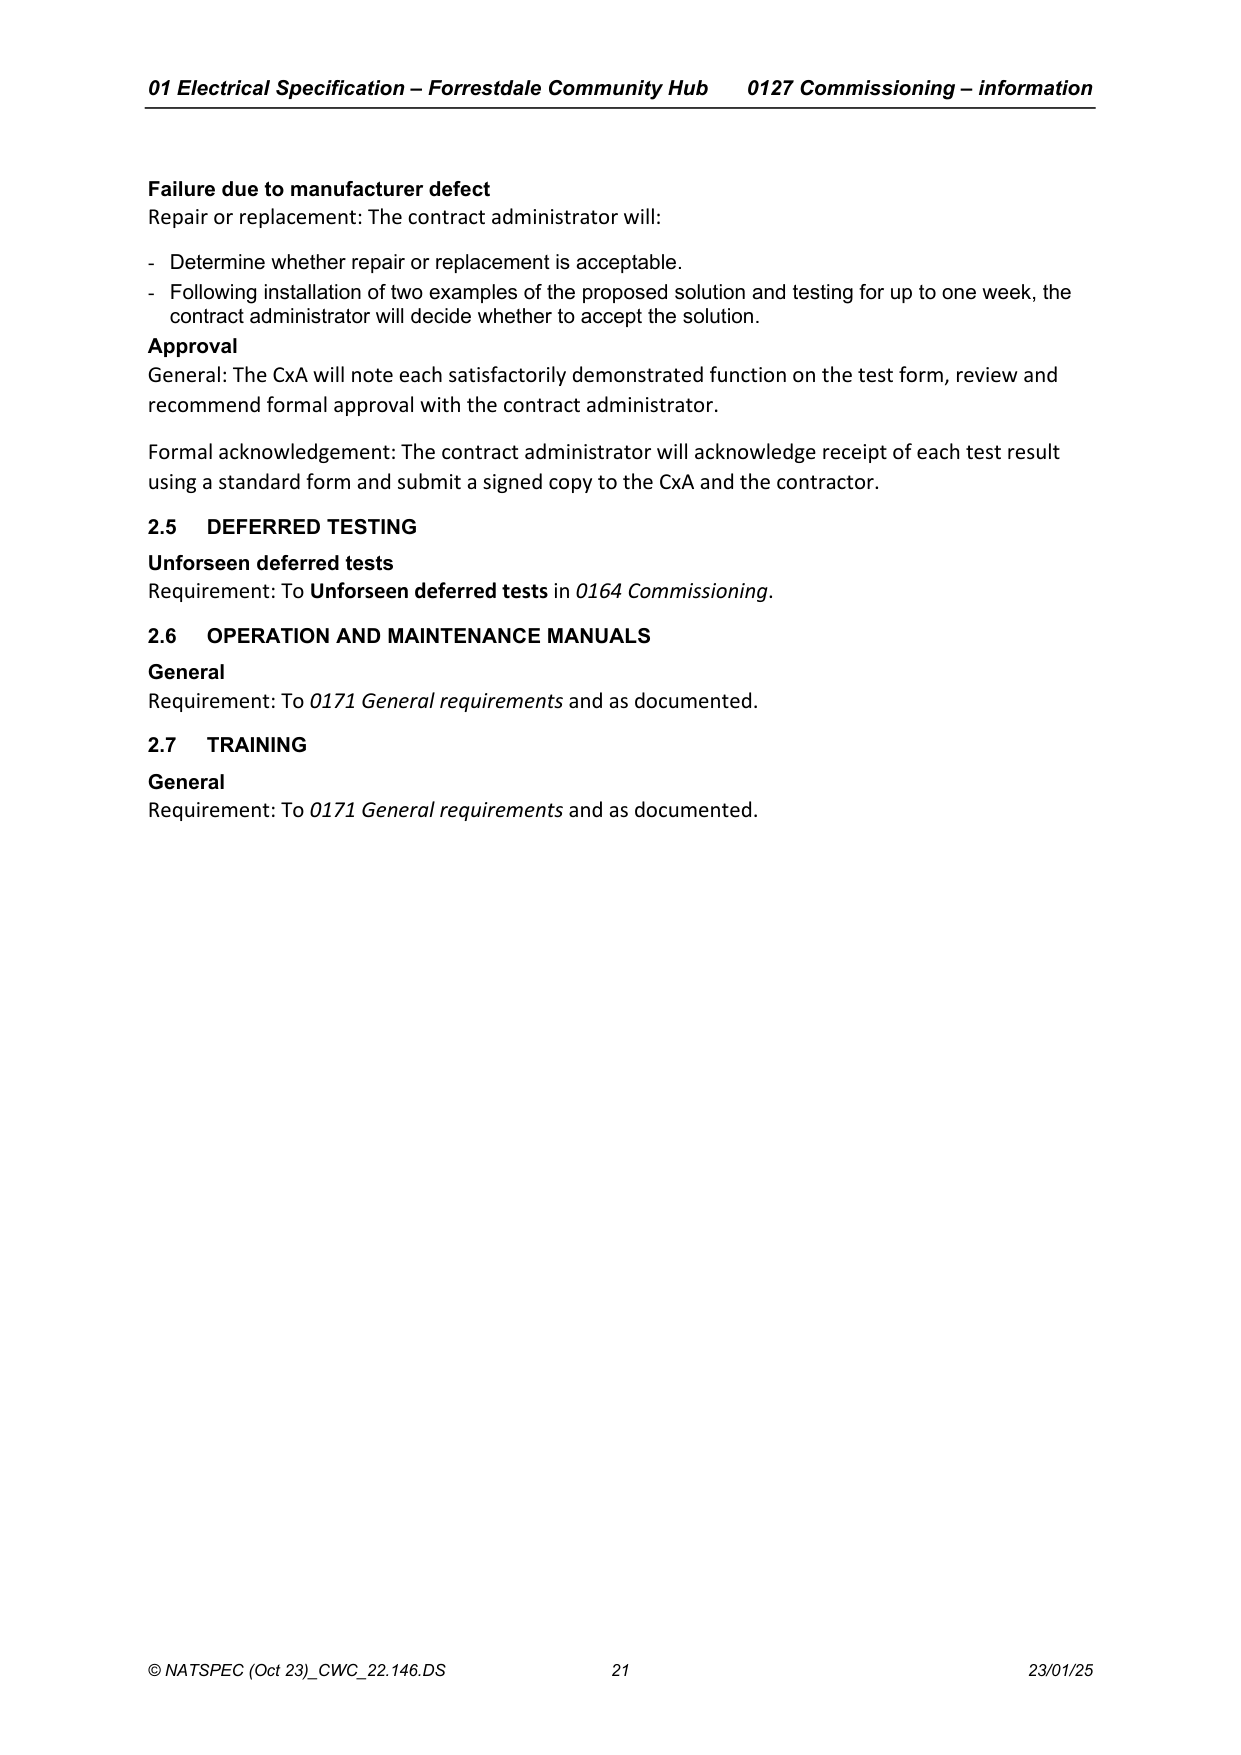 01 Electrical Specification – Forrestdale Community Hub 0127 Commissioning – information
Failure due to manufacturer defect
Repair or replacement: The contract administrator will:
- Determine whether repair or replacement is acceptable.
- Following installation of two examples of the proposed solution and testing for up to one week, the
contract administrator will decide whether to accept the solution.
Approval
General: The CxA will note each satisfactorily demonstrated function on the test form, review and
recommend formal approval with the contract administrator.
Formal acknowledgement: The contract administrator will acknowledge receipt of each test result
using a standard form and submit a signed copy to the CxA and the contractor.
2.5 DEFERRED TESTING
Unforseen deferred tests
Requirement: To Unforseen deferred tests in 0164 Commissioning.
2.6 OPERATION AND MAINTENANCE MANUALS
General
Requirement: To 0171 General requirements and as documented.
2.7 TRAINING
General
Requirement: To 0171 General requirements and as documented.
© NATSPEC (Oct 23)_CWC_22.146.DS 21 23/01/25